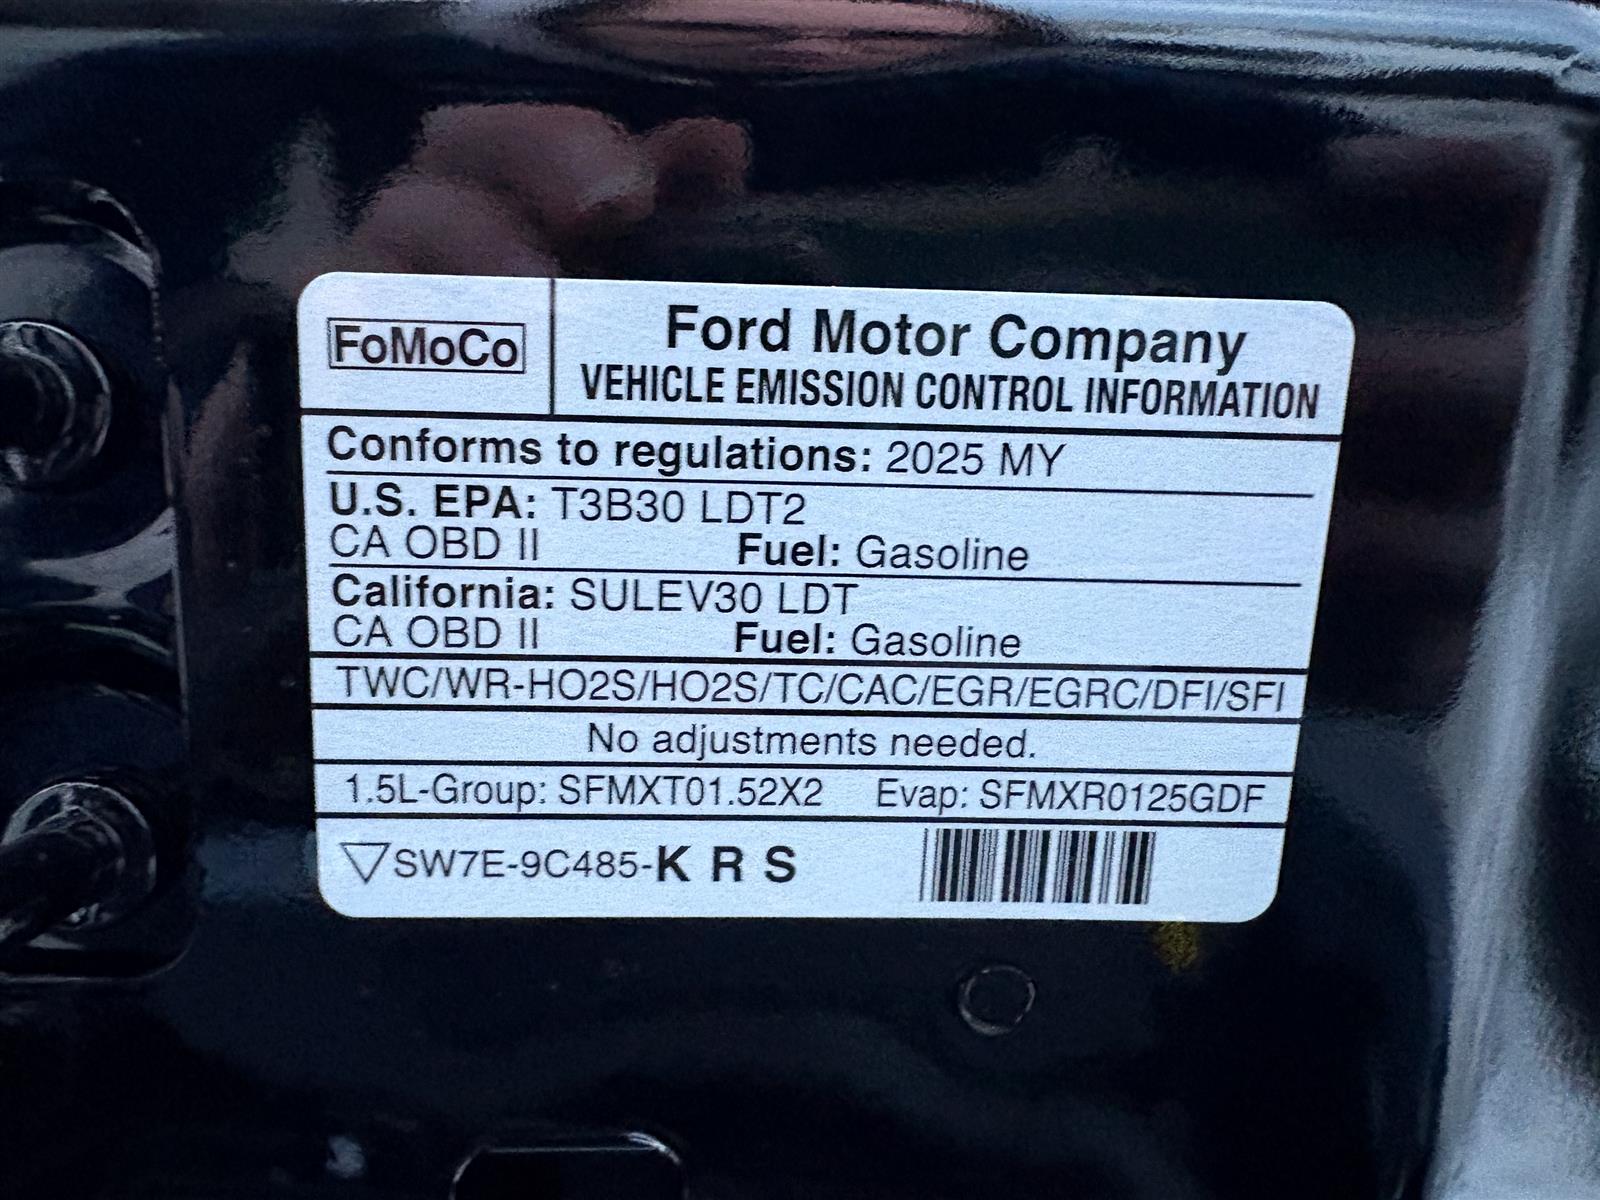 FoMoCo
Ford Motor Company
VEHICLE EMISSION CONTROL INFORMATION
Conforms to regulations: 2025 MY
U.S. EPA: T3B30 LDT2
CA OBD II Fuel: Gasoline
California: SULEV30 LDT
CA OBD II Fuel: Gasoline
TWC/WR-HO2S/HO2S/TC/CAC/EGR/EGRC/DFI/SFI
No adjustments needed.
1.5L-Group: SFMXT01.52X2 Evap: SFMXR0125GDF
▽SW7E-9C485-K R S